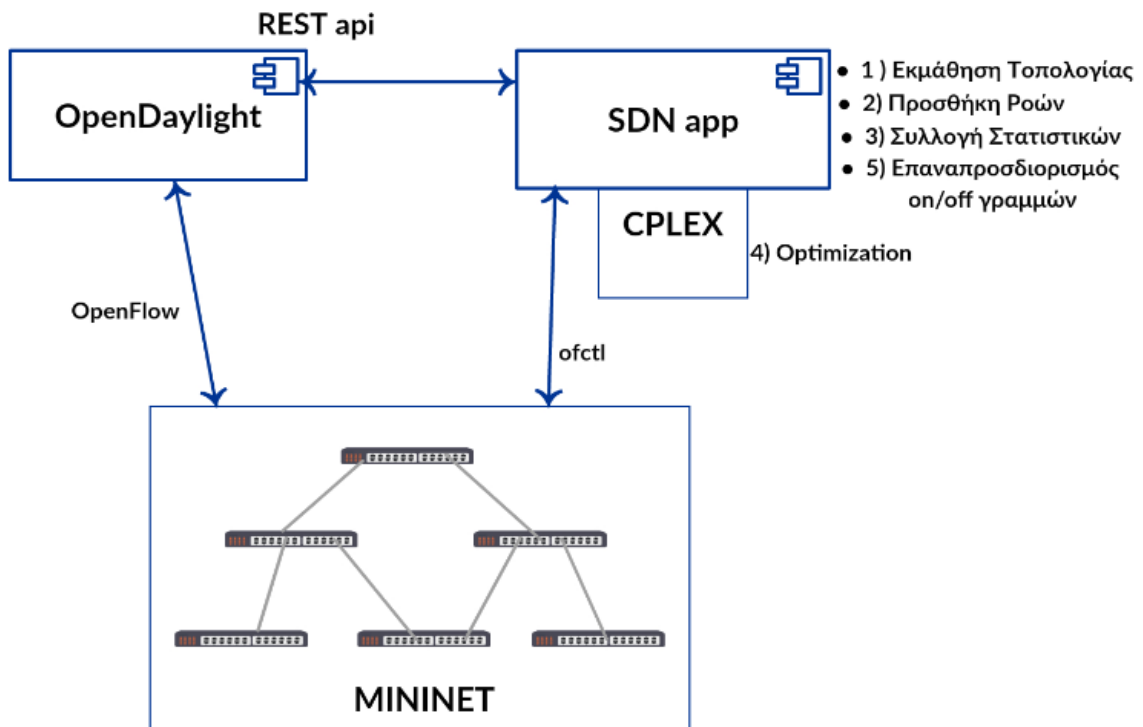 REST api
OpenDaylight
SDN app
• 1 ) Εκμάθηση Τοπολογίας
• 2) Προσθήκη Ροών
• 3) Συλλογή Στατιστικών
• 5) Επαναπροσδιορισμός
on/off γραμμών
CPLEX
4) Optimization
OpenFlow
ofctl
MININET